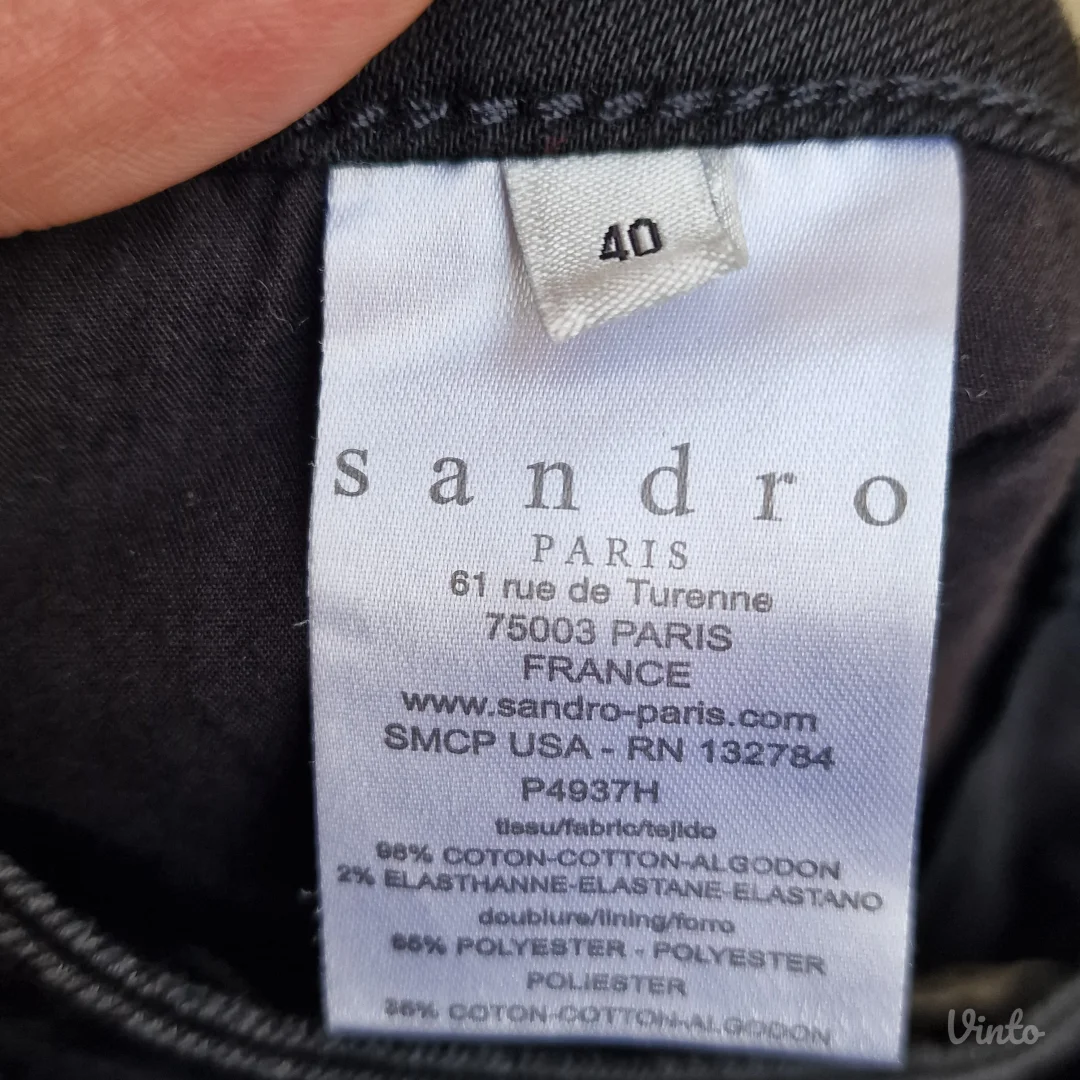 40
sandro
PARIS
61 rue de Turenne
75003 PARIS
FRANCE
www.sandro-paris.com
SMCP USA - RN 132784
P4937H
tissu/fabric/tejido
98% COTON-COTTON-ALGODON
2% ELASTHANNE-ELASTANE-ELASTANO
doublure/lining/forro
65% POLYESTER - POLYESTER
POLIESTER
35% COTON-COTTON-ALGODON
Vinto